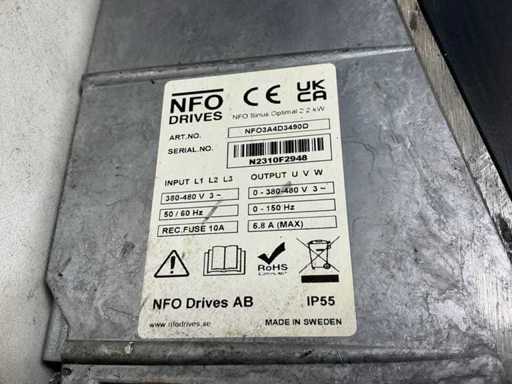 NFO
DRIVES
CE UK CA
NFO Sinus Optimal 2.2 kW
ART.NO. NFO3A4D3490D
SERIAL.NO.
N2310F2948
INPUT L1 L2 L3 OUTPUT U V W
380-480 V 3~ 0 - 380-480 V 3~
50 / 60 Hz 0 - 150 Hz
REC.FUSE 10A 5.8 A (MAX)
RoHS
NFO Drives AB IP55
www.nfodrives.se MADE IN SWEDEN